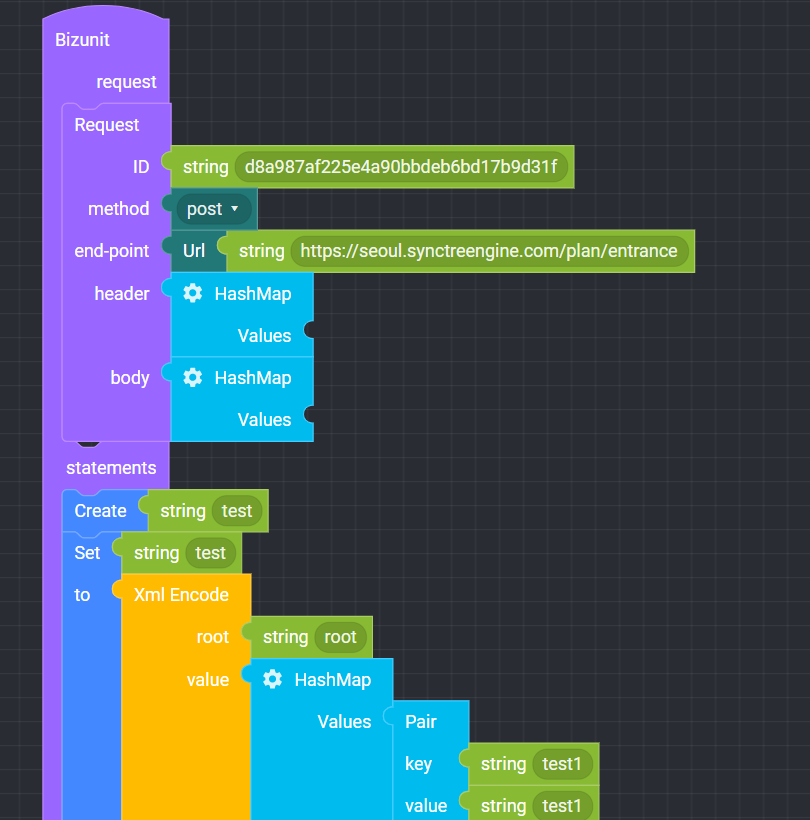 Bizunit
request
Request
ID string d8a987af225e4a90bbdeb6bd17b9d31f
method post
end-point Url string https://seoul.synctreengine.com/plan/entrance
header HashMap
Values
body HashMap
Values
statements
Create string test
Set string test
to Xml Encode
root string root
value HashMap
Values Pair
key string test1
value string test1